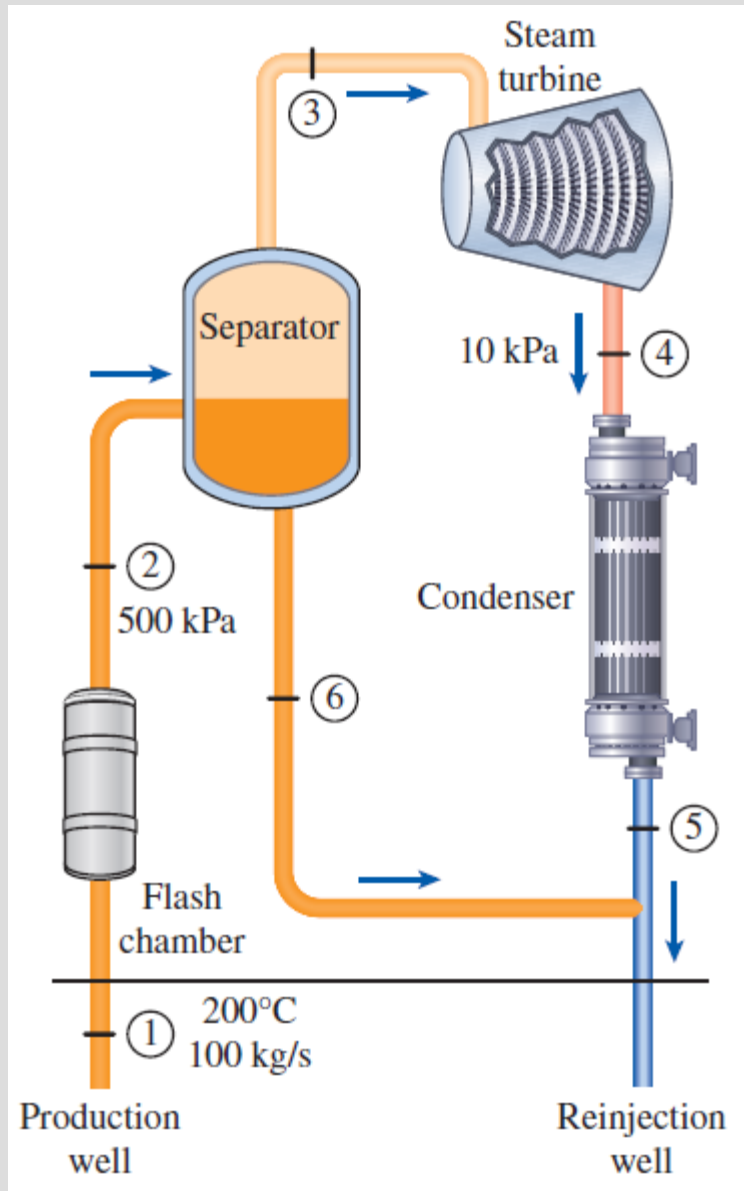 Steam
turbine
3
Separator
10 kPa
4
2
500 kPa
Condenser
6
5
Flash
chamber
1
200°C
100 kg/s
Production
well
Reinjection
well